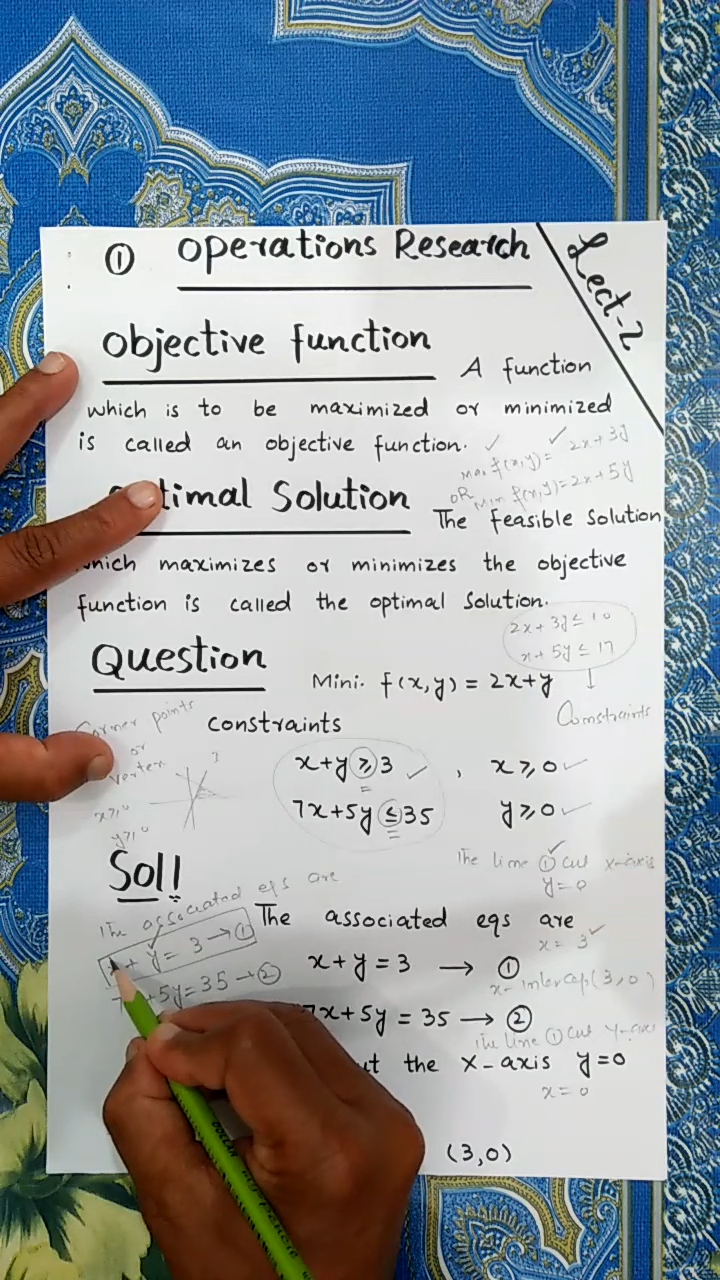 ① Operations Research
Lect-2
Objective function
A function
which is to be maximized or minimized
is called an objective function.
Max f(x,y) = 2x+3y
OR Min f(x,y)=2x+5y
timal Solution
The feasible solution
which maximizes or minimizes the objective
function is called the optimal solution.
2x+3y ≤ 10
x+5y ≤ 17
Constraints
Question
Mini. f(x,y) = 2x+y
Corner points
or
vertex
x≥0
y≥0
constraints
x+y ≥ 3 , x ≥ 0
7x+5y ≤ 35 y ≥ 0
Sol!
The line ① cut x-axis
y=0
The associated eqs are
x + y = 3 → ①
+5y=35 → ②
The associated eqs are
x = 3
x + y = 3 → ①
x-intercep(3,0)
7x + 5y = 35 → ②
The line ① cut y-axis
ut the x-axis y=0
x=0
(3,0)